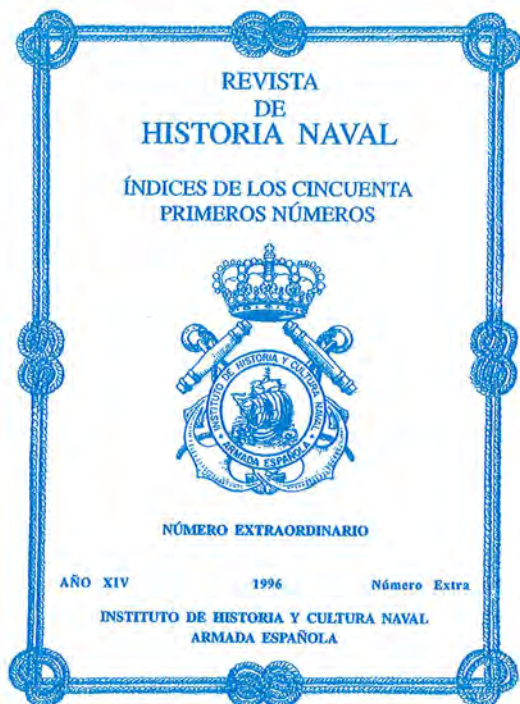 REVISTA
DE
HISTORIA NAVAL
ÍNDICES DE LOS CINCUENTA
PRIMEROS NÚMEROS
INSTITUTO DE HISTORIA Y CULTURA NAVAL
ARMADA ESPAÑOLA
NÚMERO EXTRAORDINARIO
AÑO XIV 1996 Número Extra
INSTITUTO DE HISTORIA Y CULTURA NAVAL
ARMADA ESPAÑOLA